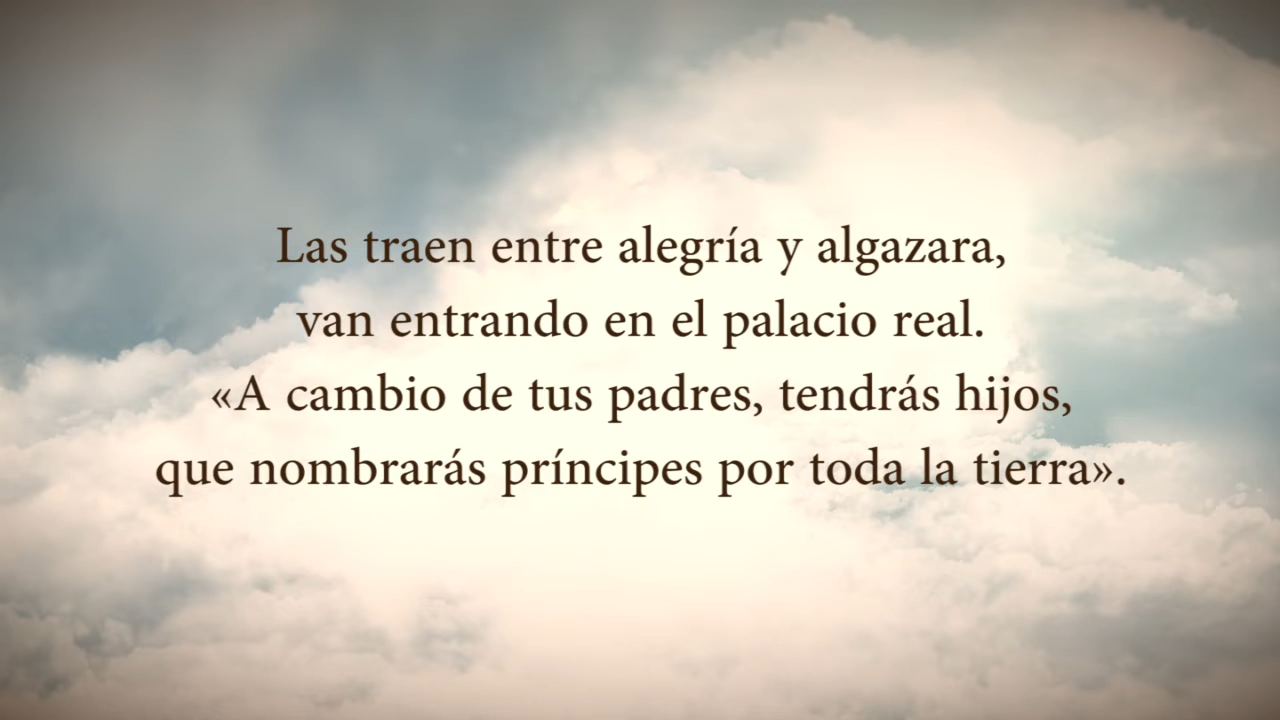 Las traen entre alegría y algazara,
van entrando en el palacio real.
«A cambio de tus padres, tendrás hijos,
que nombrarás príncipes por toda la tierra».